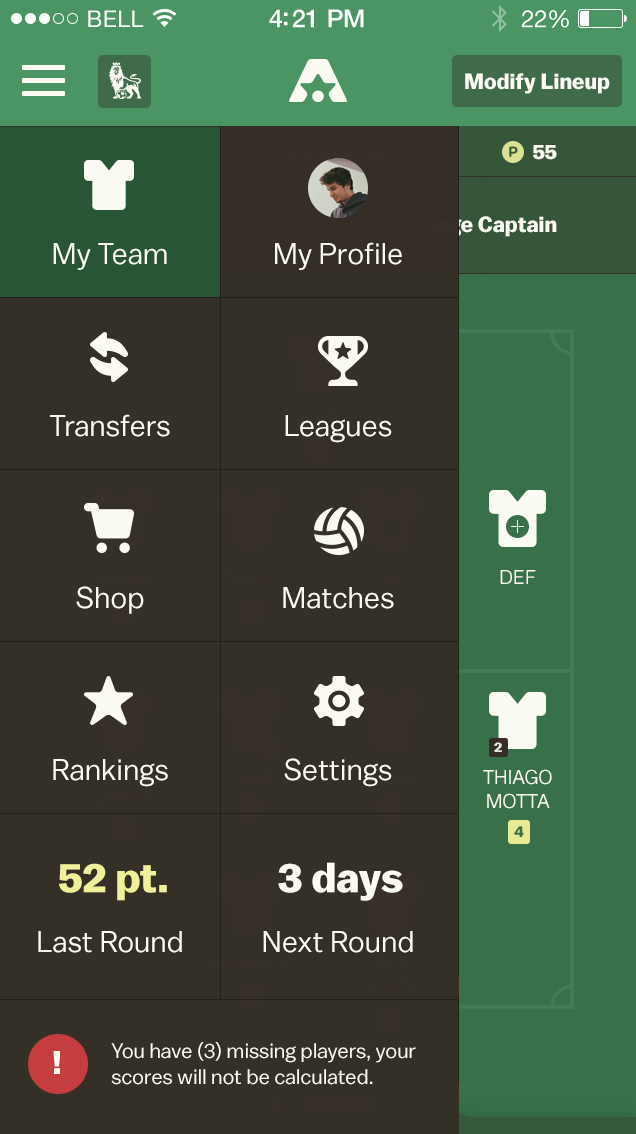 BELL
4:21 PM
22%
Modify Lineup
P 55
My Team
My Profile
Change Captain
Transfers
Leagues
Shop
Matches
DEF
Rankings
Settings
2
THIAGO
MOTTA
4
52 pt.
3 days
Last Round
Next Round
!
You have (3) missing players, your
scores will not be calculated.